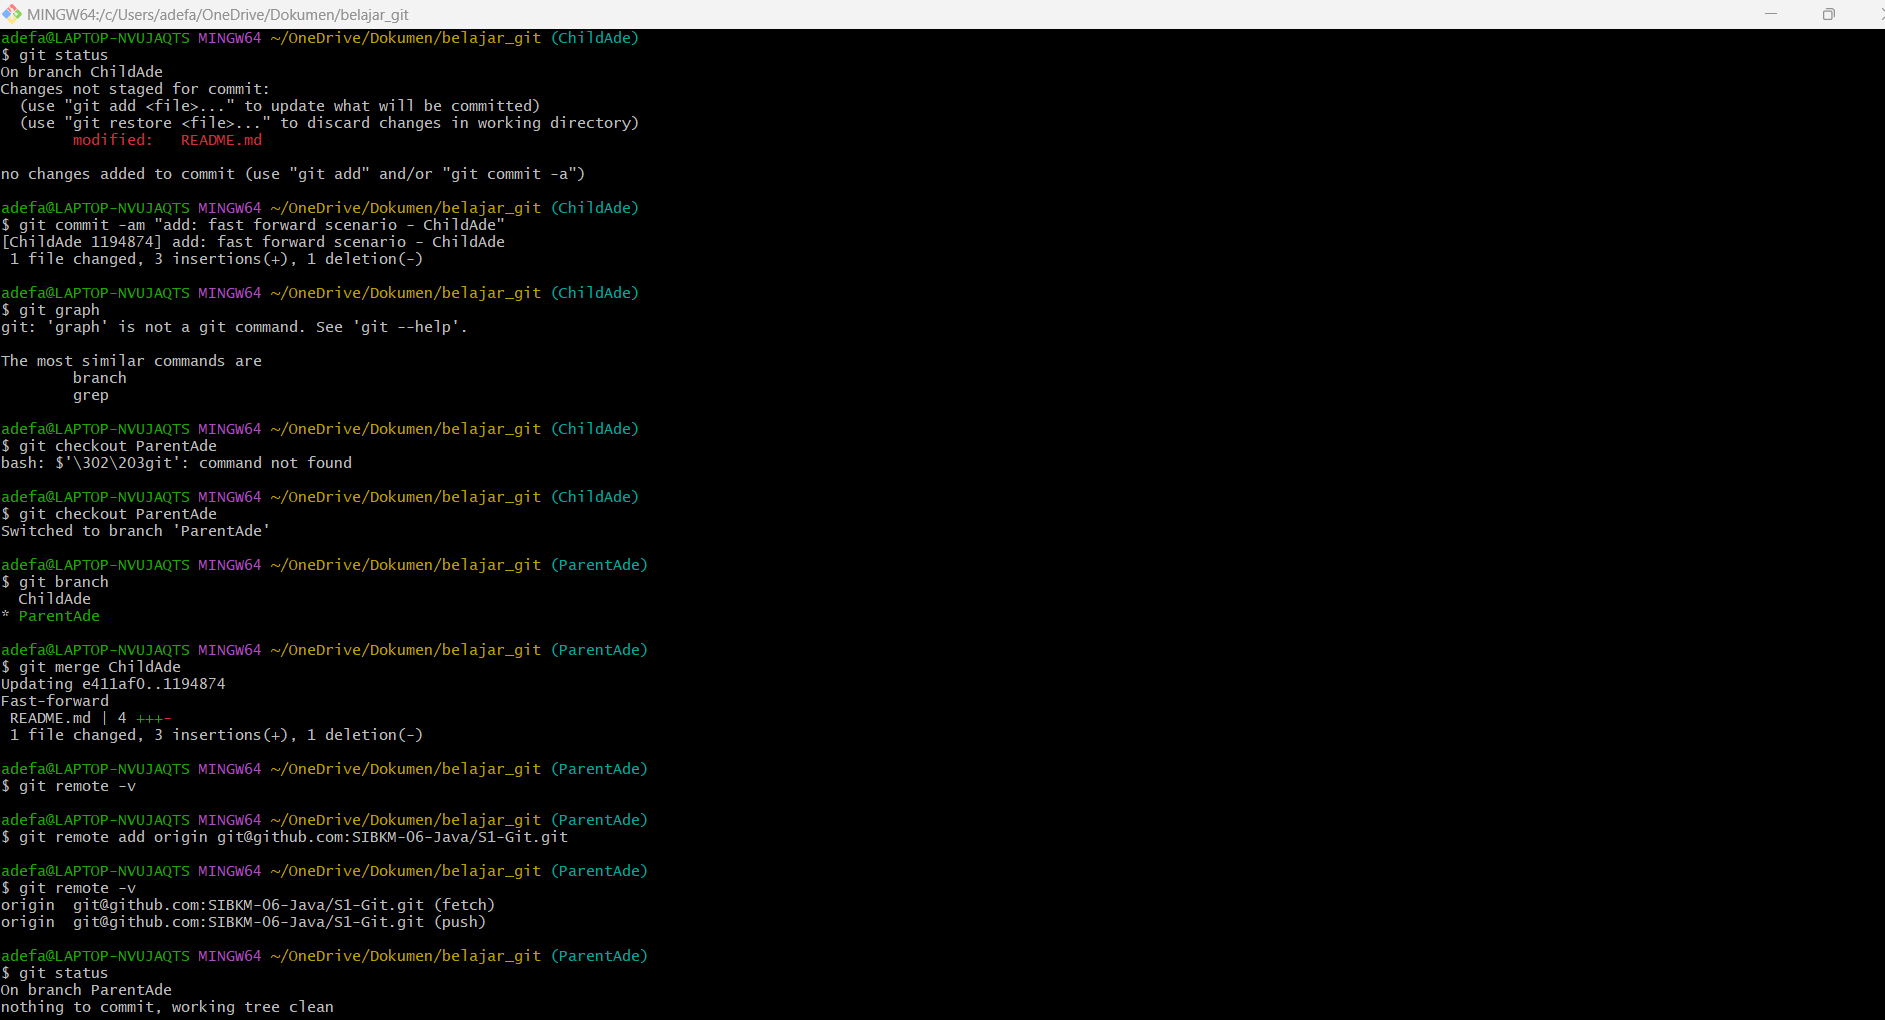 MINGW64:/c/Users/adefa/OneDrive/Dokumen/belajar_git
adefa@LAPTOP-NVUJAQTS MINGW64 ~/OneDrive/Dokumen/belajar_git (ChildAde)
$ git status
On branch ChildAde
Changes not staged for commit:
  (use "git add <file>..." to update what will be committed)
  (use "git restore <file>..." to discard changes in working directory)
        modified:   README.md

no changes added to commit (use "git add" and/or "git commit -a")

adefa@LAPTOP-NVUJAQTS MINGW64 ~/OneDrive/Dokumen/belajar_git (ChildAde)
$ git commit -am "add: fast forward scenario - ChildAde"
[ChildAde 1194874] add: fast forward scenario - ChildAde
 1 file changed, 3 insertions(+), 1 deletion(-)

adefa@LAPTOP-NVUJAQTS MINGW64 ~/OneDrive/Dokumen/belajar_git (ChildAde)
$ git graph
git: 'graph' is not a git command. See 'git --help'.

The most similar commands are
        branch
        grep

adefa@LAPTOP-NVUJAQTS MINGW64 ~/OneDrive/Dokumen/belajar_git (ChildAde)
$ git checkout ParentAde
bash: $'\302\203git': command not found

adefa@LAPTOP-NVUJAQTS MINGW64 ~/OneDrive/Dokumen/belajar_git (ChildAde)
$ git checkout ParentAde
Switched to branch 'ParentAde'

adefa@LAPTOP-NVUJAQTS MINGW64 ~/OneDrive/Dokumen/belajar_git (ParentAde)
$ git branch
  ChildAde
* ParentAde

adefa@LAPTOP-NVUJAQTS MINGW64 ~/OneDrive/Dokumen/belajar_git (ParentAde)
$ git merge ChildAde
Updating e411af0..1194874
Fast-forward
 README.md | 4 +++-
 1 file changed, 3 insertions(+), 1 deletion(-)

adefa@LAPTOP-NVUJAQTS MINGW64 ~/OneDrive/Dokumen/belajar_git (ParentAde)
$ git remote -v

adefa@LAPTOP-NVUJAQTS MINGW64 ~/OneDrive/Dokumen/belajar_git (ParentAde)
$ git remote add origin git@github.com:SIBKM-06-Java/S1-Git.git

adefa@LAPTOP-NVUJAQTS MINGW64 ~/OneDrive/Dokumen/belajar_git (ParentAde)
$ git remote -v
origin  git@github.com:SIBKM-06-Java/S1-Git.git (fetch)
origin  git@github.com:SIBKM-06-Java/S1-Git.git (push)

adefa@LAPTOP-NVUJAQTS MINGW64 ~/OneDrive/Dokumen/belajar_git (ParentAde)
$ git status
On branch ParentAde
nothing to commit, working tree clean